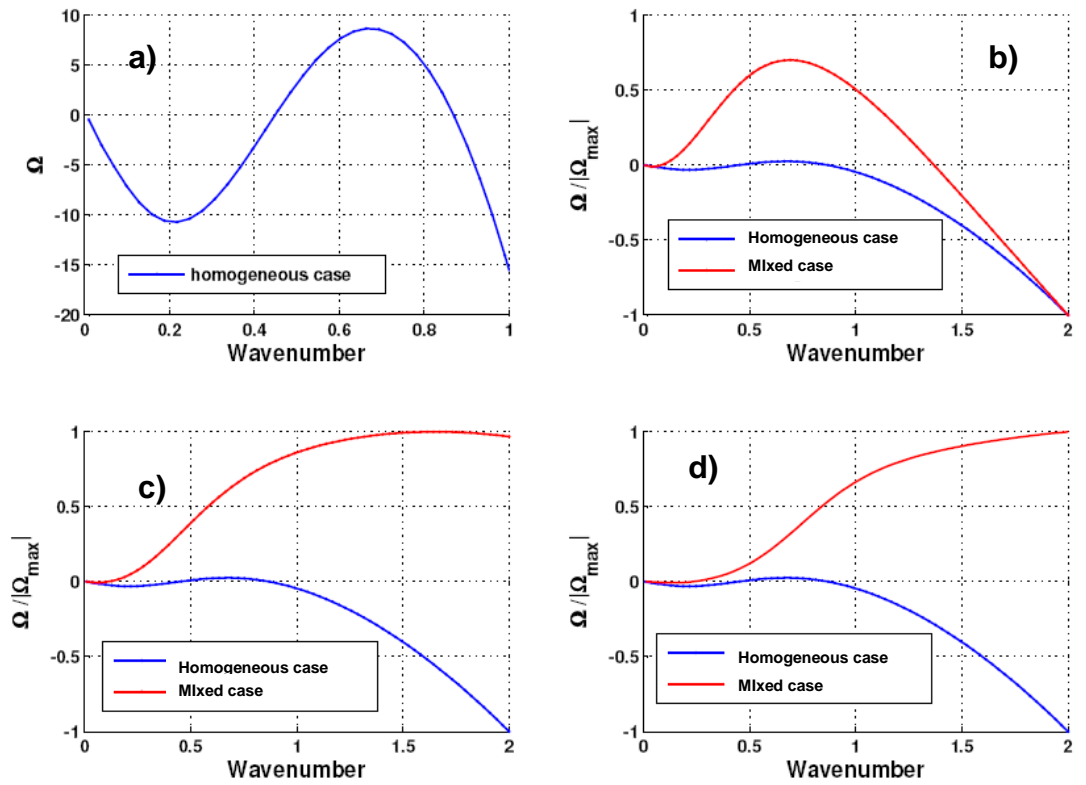 a)
10
5
0
-5
-10
-15
-20
Ω
homogeneous case
0 0.2 0.4 0.6 0.8 1
Wavenumber
b)
1
0.5
0
-0.5
-1
Ω /|Ωmax|
Homogeneous case
MIxed case
0 0.5 1 1.5 2
Wavenumber
c)
1
0.5
0
-0.5
-1
Ω /|Ωmax|
Homogeneous case
MIxed case
0 0.5 1 1.5 2
Wavenumber
d)
1
0.5
0
-0.5
-1
Ω /|Ωmax|
Homogeneous case
MIxed case
0 0.5 1 1.5 2
Wavenumber